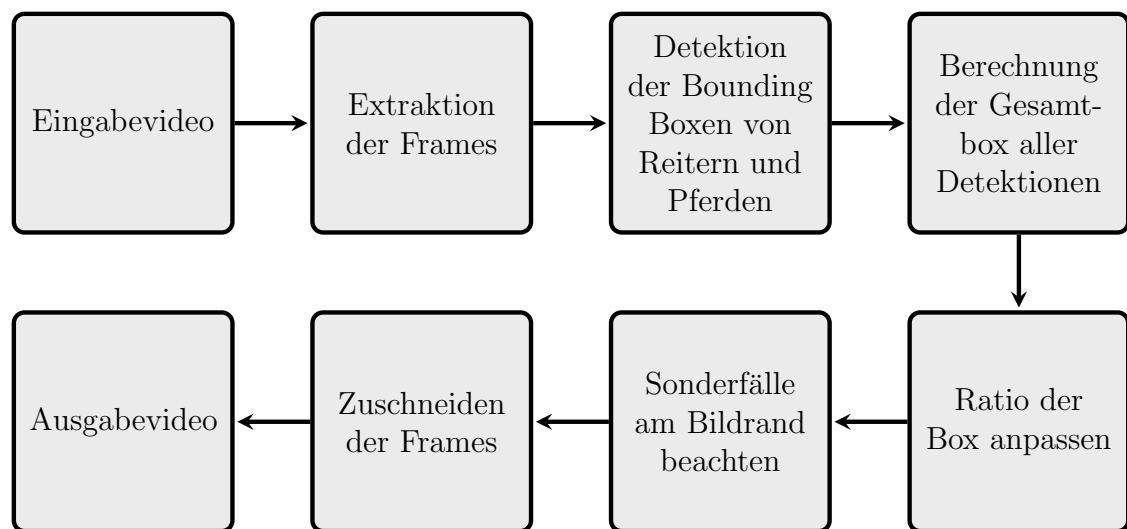 Eingabevideo
Extraktion
der Frames
Detektion
der Bounding
Boxen von
Reitern und
Pferden
Berechnung
der Gesamt-
box aller
Detektionen
Ratio der
Box anpassen
Sonderfälle
am Bildrand
beachten
Zuschneiden
der Frames
Ausgabevideo